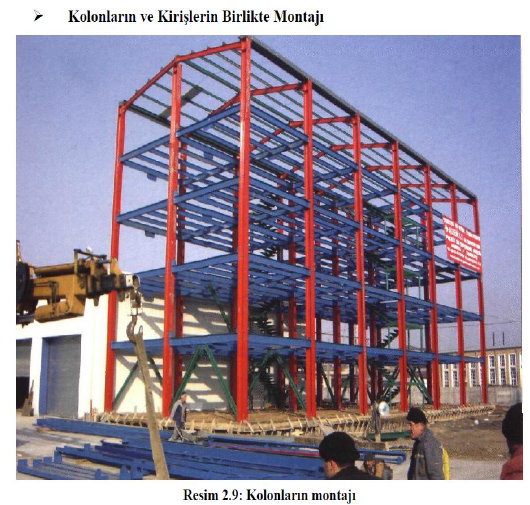 ➤ Kolonların ve Kirişlerin Birlikte Montajı
Resim 2.9: Kolonların montajı